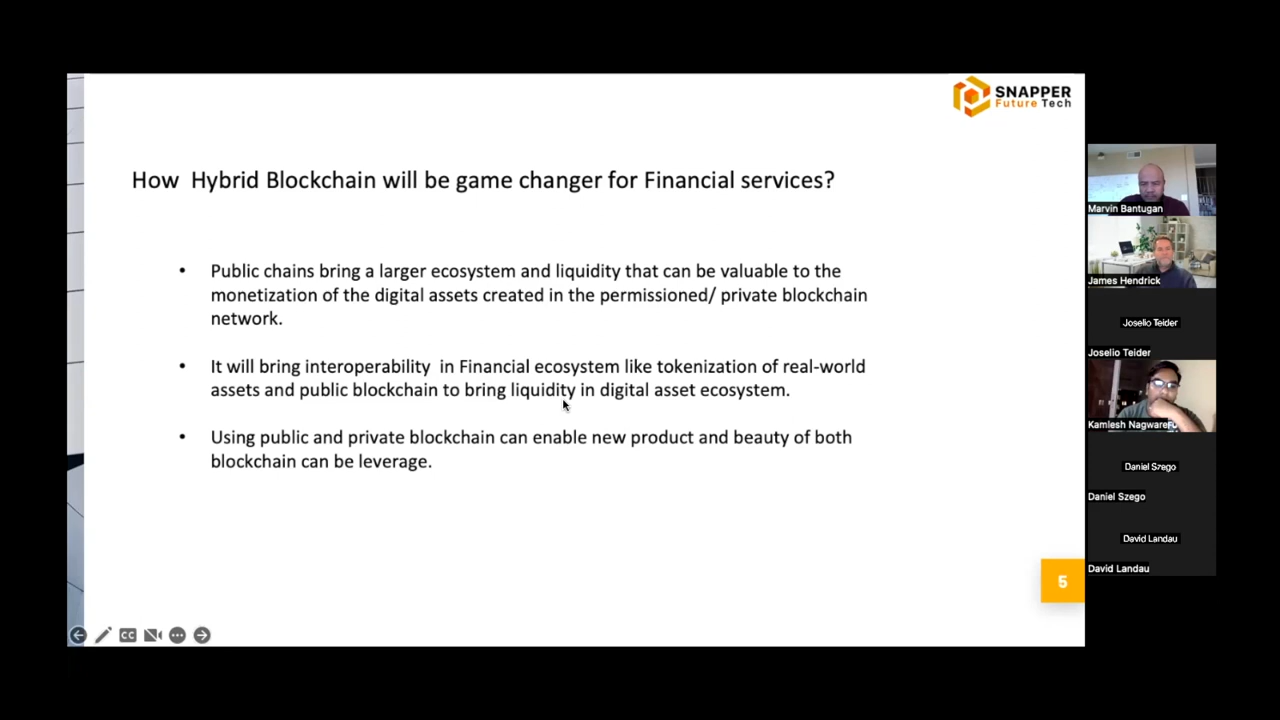 SNAPPER
Future Tech
How Hybrid Blockchain will be game changer for Financial services?
• Public chains bring a larger ecosystem and liquidity that can be valuable to the
monetization of the digital assets created in the permissioned/ private blockchain
network.
• It will bring interoperability in Financial ecosystem like tokenization of real-world
assets and public blockchain to bring liquidity in digital asset ecosystem.
• Using public and private blockchain can enable new product and beauty of both
blockchain can be leverage.
5
CC
Marvin Bantugan
James Hendrick
Joselio Teider
Joselio Teider
Kamlesh Nagware
Daniel Szego
Daniel Szego
David Landau
David Landau